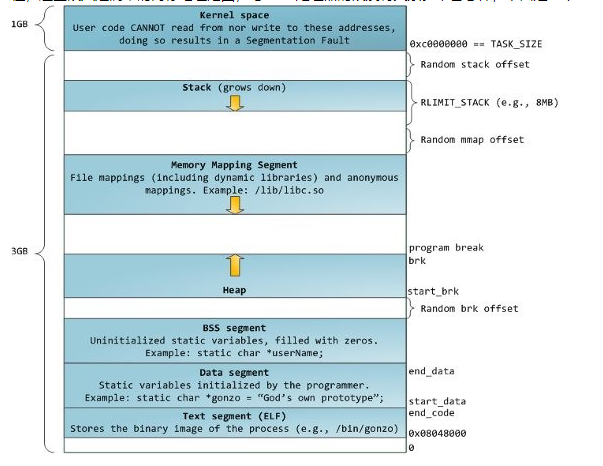 1GB
Kernel space
User code CANNOT read from nor write to these addresses,
doing so results in a Segmentation Fault
0xc0000000 == TASK_SIZE
Random stack offset
Stack (grows down)
RLIMIT_STACK (e.g., 8MB)
Random mmap offset
Memory Mapping Segment
File mappings (including dynamic libraries) and anonymous
mappings. Example: /lib/libc.so
3GB
program break
brk
Heap
start_brk
Random brk offset
BSS segment
Uninitialized static variables, filled with zeros.
Example: static char *userName;
Data segment
Static variables initialized by the programmer.
Example: static char *gonzo = “God’s own prototype”;
end_data
start_data
Text segment (ELF)
Stores the binary image of the process (e.g., /bin/gonzo)
end_code
0x08048000
0